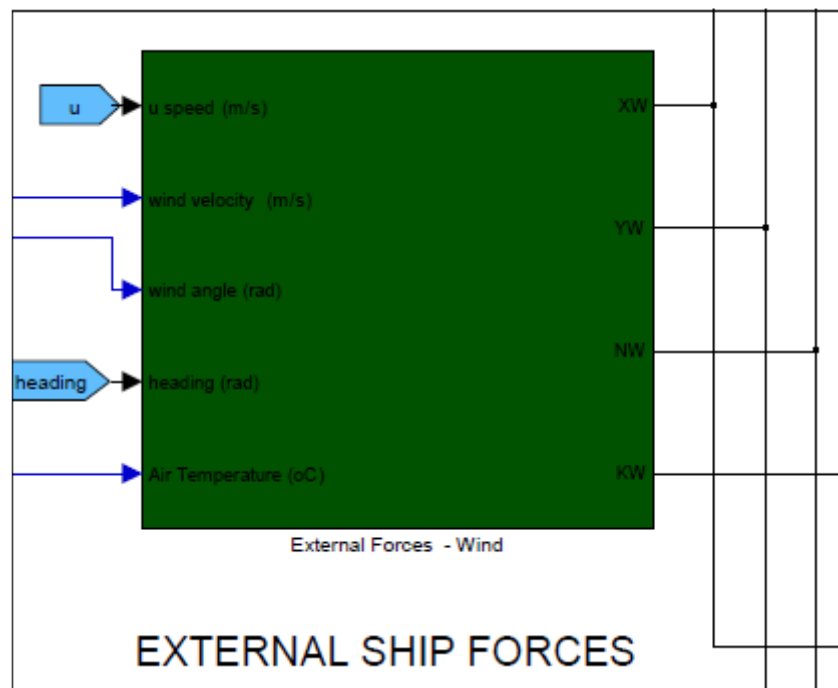 u
u speed (m/s)
XW
wind velocity (m/s)
YW
wind angle (rad)
NW
heading
heading (rad)
Air Temperature (oC)
KW
External Forces - Wind
EXTERNAL SHIP FORCES